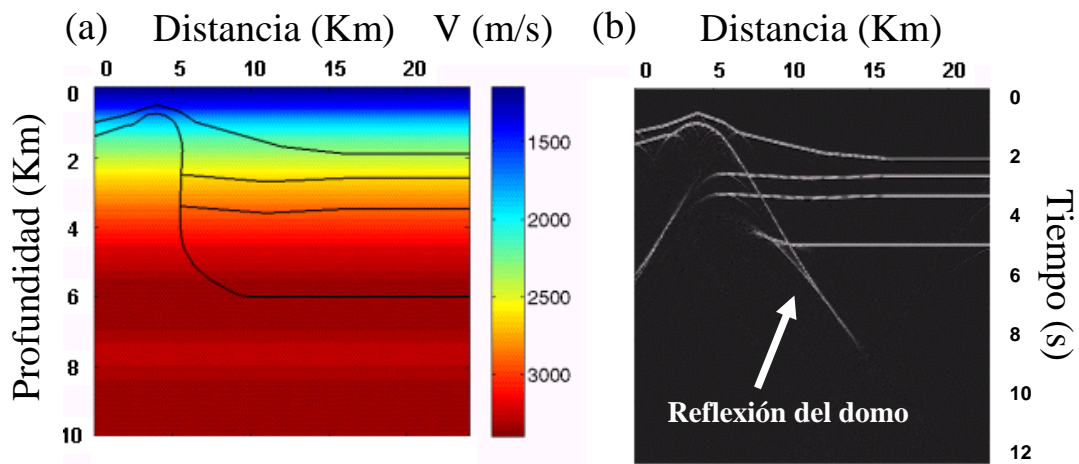 (a) Distancia (Km) V (m/s)
0 5 10 15 20
Profundidad (Km)
0
2
4
6
8
10
1500
2000
2500
3000
(b) Distancia (Km)
0 5 10 15 20
0
2
4
6
8
10
12
Tiempo (s)
Reflexión del domo